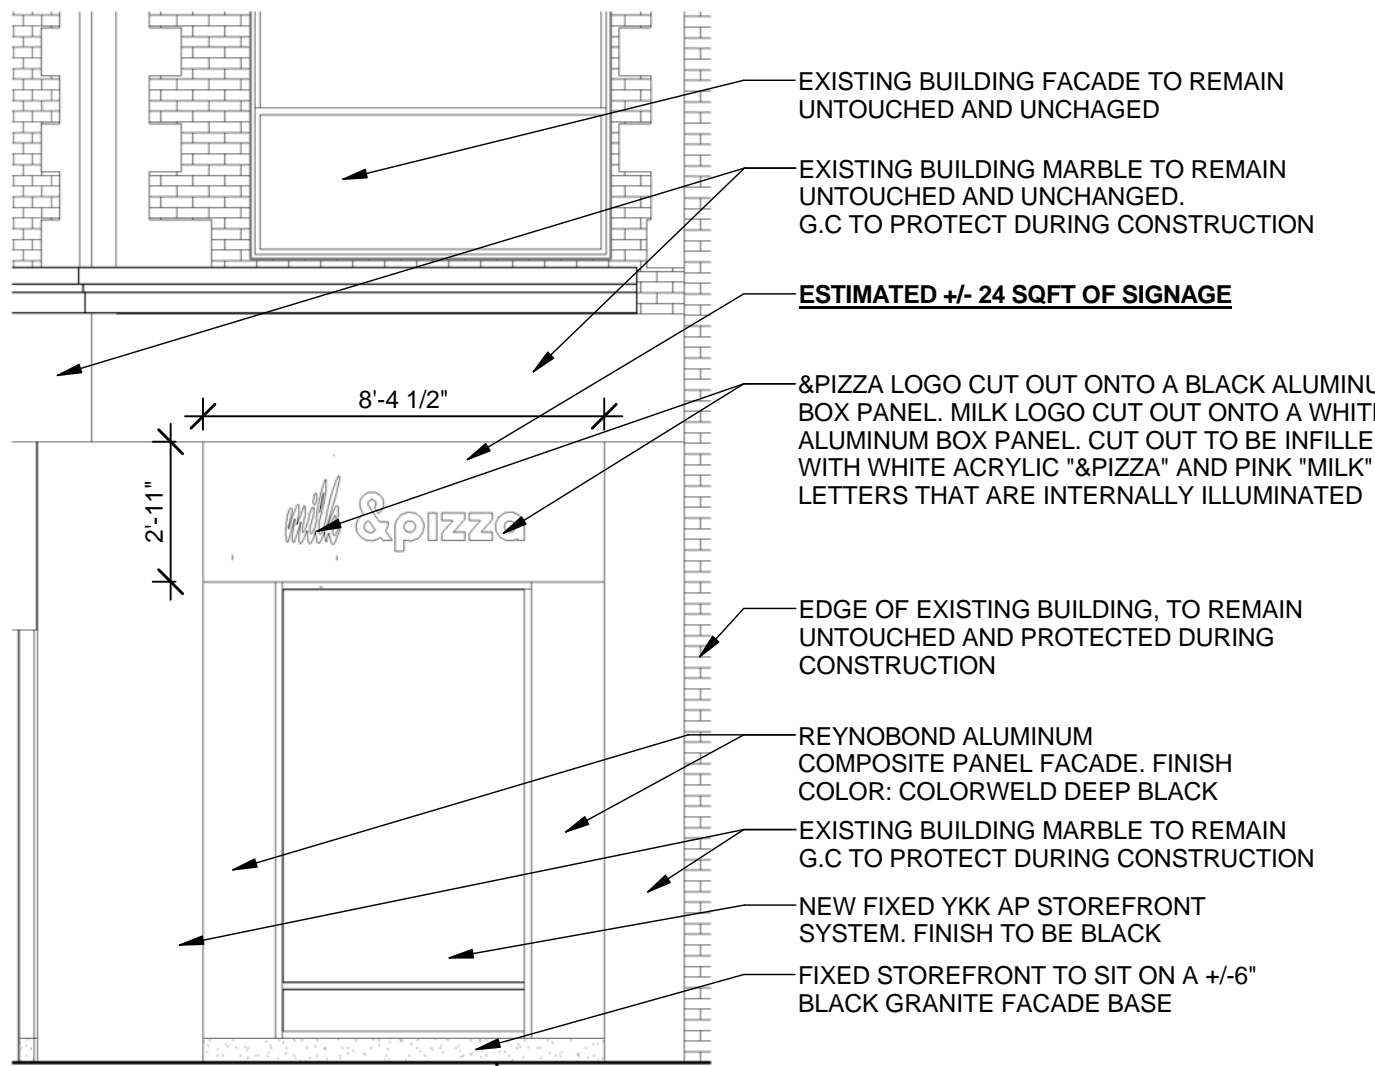 EXISTING BUILDING FACADE TO REMAIN
UNTOUCHED AND UNCHAGED
EXISTING BUILDING MARBLE TO REMAIN
UNTOUCHED AND UNCHANGED.
G.C TO PROTECT DURING CONSTRUCTION
ESTIMATED +/- 24 SQFT OF SIGNAGE
&PIZZA LOGO CUT OUT ONTO A BLACK ALUMINU
BOX PANEL. MILK LOGO CUT OUT ONTO A WHIT
ALUMINUM BOX PANEL. CUT OUT TO BE INFILLE
WITH WHITE ACRYLIC "&PIZZA" AND PINK "MILK"
LETTERS THAT ARE INTERNALLY ILLUMINATED
8'-4 1/2"
2'-11"
milk &pizza
EDGE OF EXISTING BUILDING, TO REMAIN
UNTOUCHED AND PROTECTED DURING
CONSTRUCTION
REYNOBOND ALUMINUM
COMPOSITE PANEL FACADE. FINISH
COLOR: COLORWELD DEEP BLACK
EXISTING BUILDING MARBLE TO REMAIN
G.C TO PROTECT DURING CONSTRUCTION
NEW FIXED YKK AP STOREFRONT
SYSTEM. FINISH TO BE BLACK
FIXED STOREFRONT TO SIT ON A +/-6"
BLACK GRANITE FACADE BASE